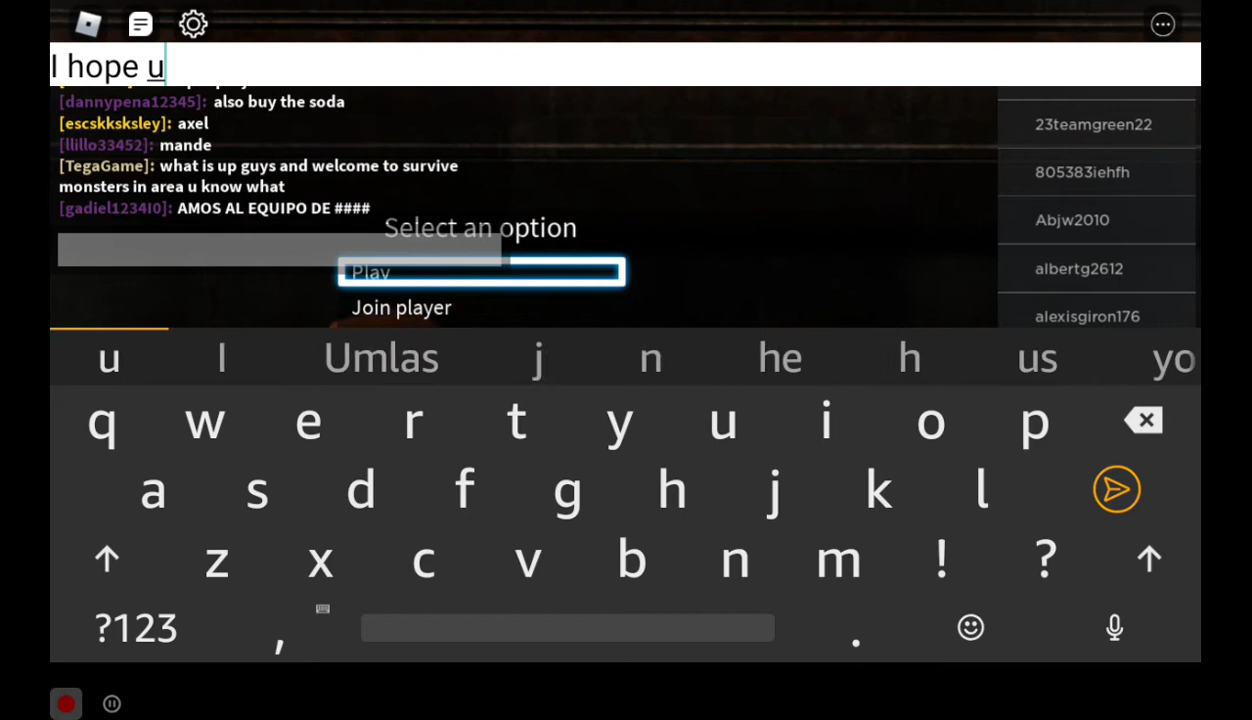 I hope u
[dannypena12345]: also buy the soda
[escskksksley]: axel
[llillo33452]: mande
[TegaGame]: what is up guys and welcome to survive
monsters in area u know what
[gadiel1234I0]: AMOS AL EQUIPO DE ####
Select an option
Play
Join player
23teamgreen22
805383iehfh
Abjw2010
albertg2612
alexisgiron176
u I Umlas j n he h us yo
q w e r t y u i o p
a s d f g h j k l
z x c v b n m ! ?
?123 , .